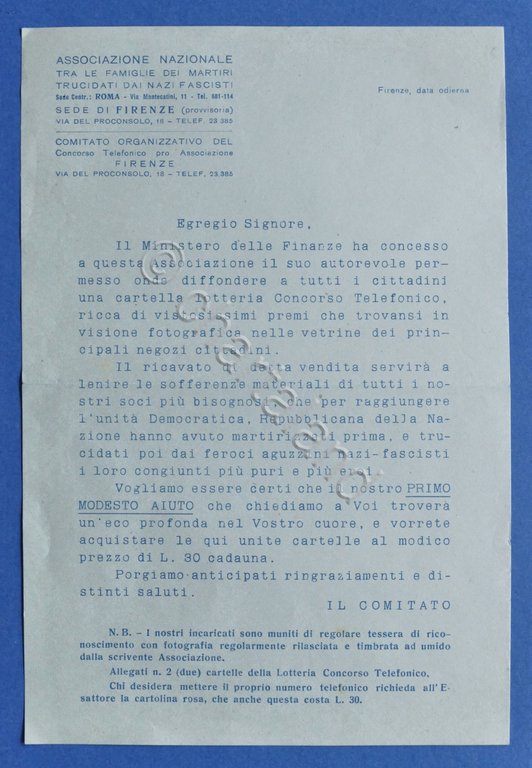 ASSOCIAZIONE NAZIONALE
TRA LE FAMIGLIE DEI MARTIRI
TRUCIDATI DAI NAZI FASCISTI
Sede Centr.: ROMA - Via Montecatini, 11 - Tel. 681-114
SEDE DI FIRENZE (provvisoria)
VIA DEL PROCONSOLO, 18 - TELEF. 23.385
COMITATO ORGANIZZATIVO DEL
Concorso Telefonico pro Associazione
FIRENZE
VIA DEL PROCONSOLO, 18 - TELEF. 23.385
Firenze, data odierna
Egregio Signore,
Il Ministero delle Finanze ha concesso
a questa Associazione il suo autorevole per-
messo onde diffondere a tutti i cittadini
una cartella lotteria Concorso Telefonico,
ricca di vistosissimi premi che trovansi in
visione fotografica nelle vetrine dei prin-
cipali negozi cittadini.
Il ricavato di detta vendita servirà a
lenire le sofferenze materiali di tutti i no-
stri soci più bisognosi, che per raggiungere
l'unità Democratica, Repubblicana della Na-
zione hanno avuto martirizzati prima, e tru-
cidati poi dai feroci aguzzini nazi-fascisti
i loro congiunti più puri e più eroi.
Vogliamo essere certi che il nostro PRIMO
MODESTO AIUTO che chiediamo a Voi troverà
un'eco profonda nel Vostro cuore, e vorrete
acquistare le qui unite cartelle al modico
prezzo di L. 30 cadauna.
Porgiamo anticipati ringraziamenti e di-
stinti saluti.
IL COMITATO
N. B. - I nostri incaricati sono muniti di regolare tessera di rico-
noscimento con fotografia regolarmente rilasciata e timbrata ad umido
dalla scrivente Associazione.
Allegati n. 2 (due) cartelle della Lotteria Concorso Telefonico.
Chi desidera mettere il proprio numero telefonico richieda all'E-
sattore la cartolina rosa, che anche questa costa L. 30.